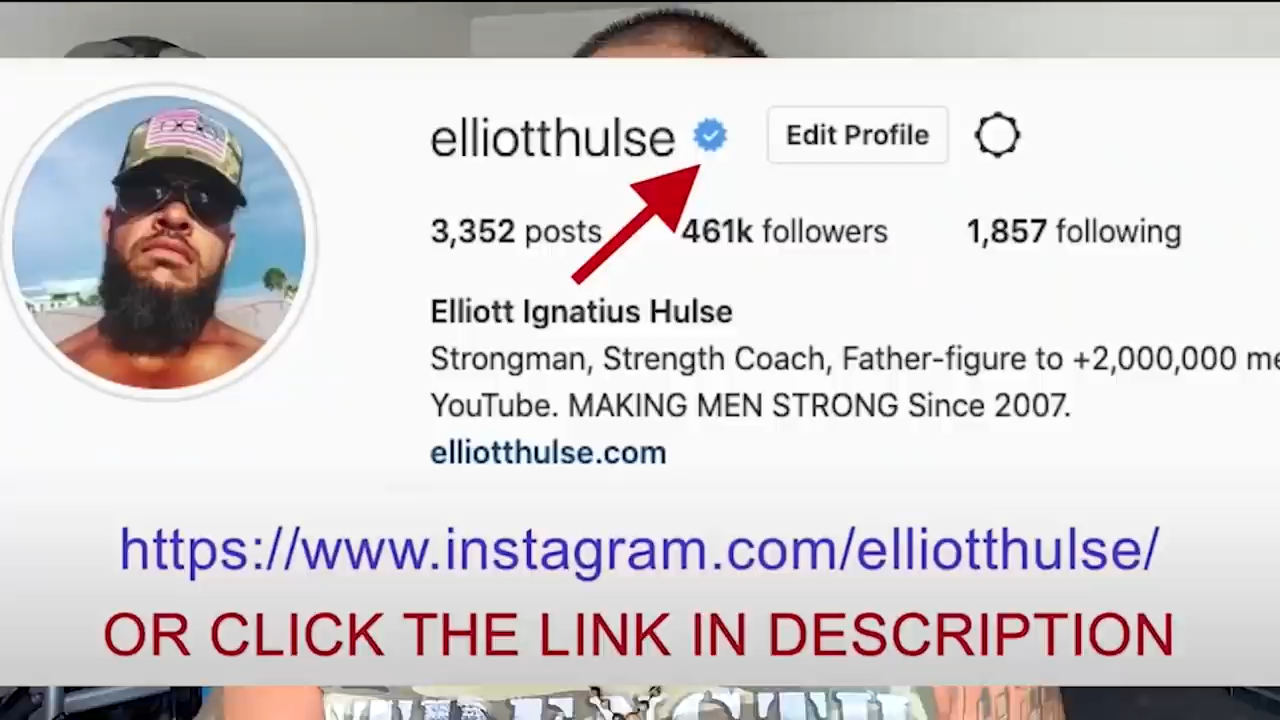 elliotthulse Edit Profile
3,352 posts 461k followers 1,857 following
Elliott Ignatius Hulse
Strongman, Strength Coach, Father-figure to +2,000,000 me
YouTube. MAKING MEN STRONG Since 2007.
elliotthulse.com
https://www.instagram.com/elliotthulse/
OR CLICK THE LINK IN DESCRIPTION